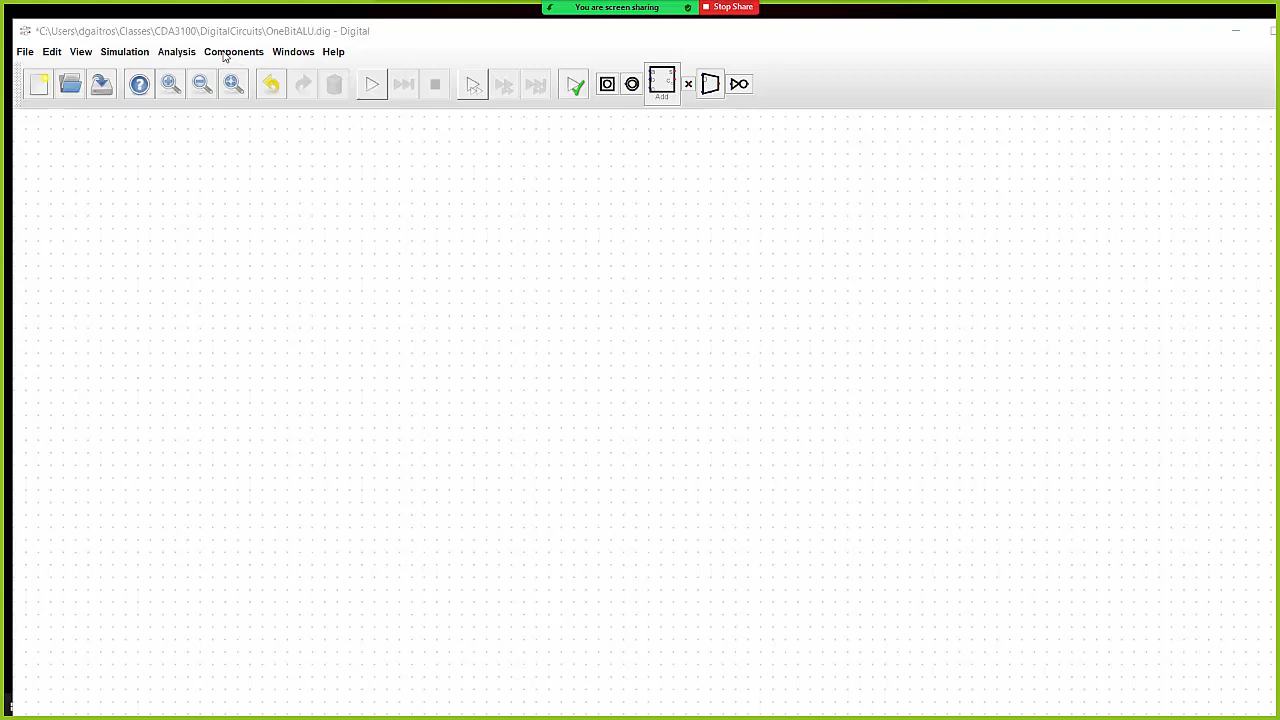 You are screen sharing Stop Share
*C:\Users\dgaitros\Classes\CDA3100\DigitalCircuits\OneBitALU.dig - Digital
File Edit View Simulation Analysis Components Windows Help
Add